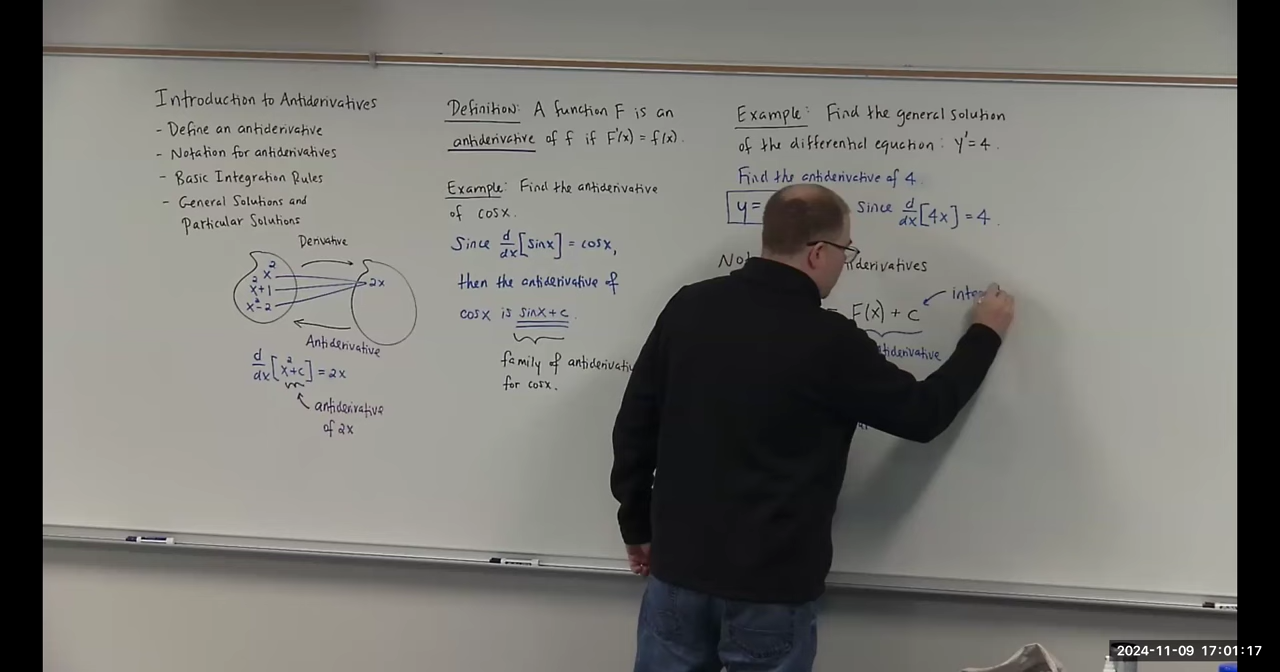 Introduction to Antiderivatives
- Define an antiderivative
- Notation for antiderivatives
- Basic Integration Rules
- General Solutions and
Particular Solutions
Derivative
x²
x²+1
x²-2
2x
Antiderivative
d/dx [x²+c] = 2x
antiderivative
of 2x
Definition: A function F is an
antiderivative of f if F'(x) = f(x).
Example: Find the antiderivative
of cosx.
Since d/dx [sinx] = cosx,
then the antiderivative of
cosx is sinx + c.
family of
for cosx.
Example: Find the general solution
of the differential equation: y' = 4.
Find the antiderivative of 4.
y=
Since d/dx [4x] = 4.
F(x) + c
2024-11-09 17:01:17